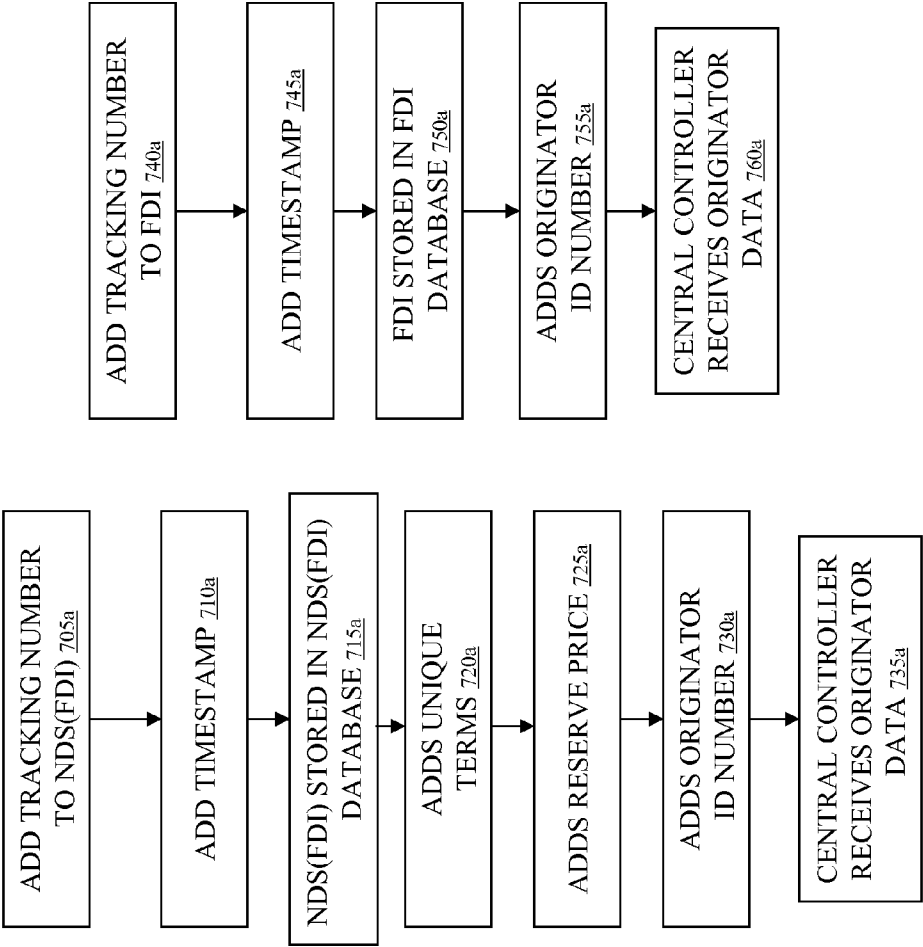 ADD TRACKING NUMBER
TO NDS(FDI) 705a
ADD TIMESTAMP 710a
NDS(FDI) STORED IN NDS(FDI)
DATABASE 715a
ADDS UNIQUE
TERMS 720a
ADDS RESERVE PRICE 725a
ADDS ORIGINATOR
ID NUMBER 730a
CENTRAL CONTROLLER
RECEIVES ORIGINATOR
DATA 735a
ADD TRACKING NUMBER
TO FDI 740a
ADD TIMESTAMP 745a
FDI STORED IN FDI
DATABASE 750a
ADDS ORIGINATOR
ID NUMBER 755a
CENTRAL CONTROLLER
RECEIVES ORIGINATOR
DATA 760a